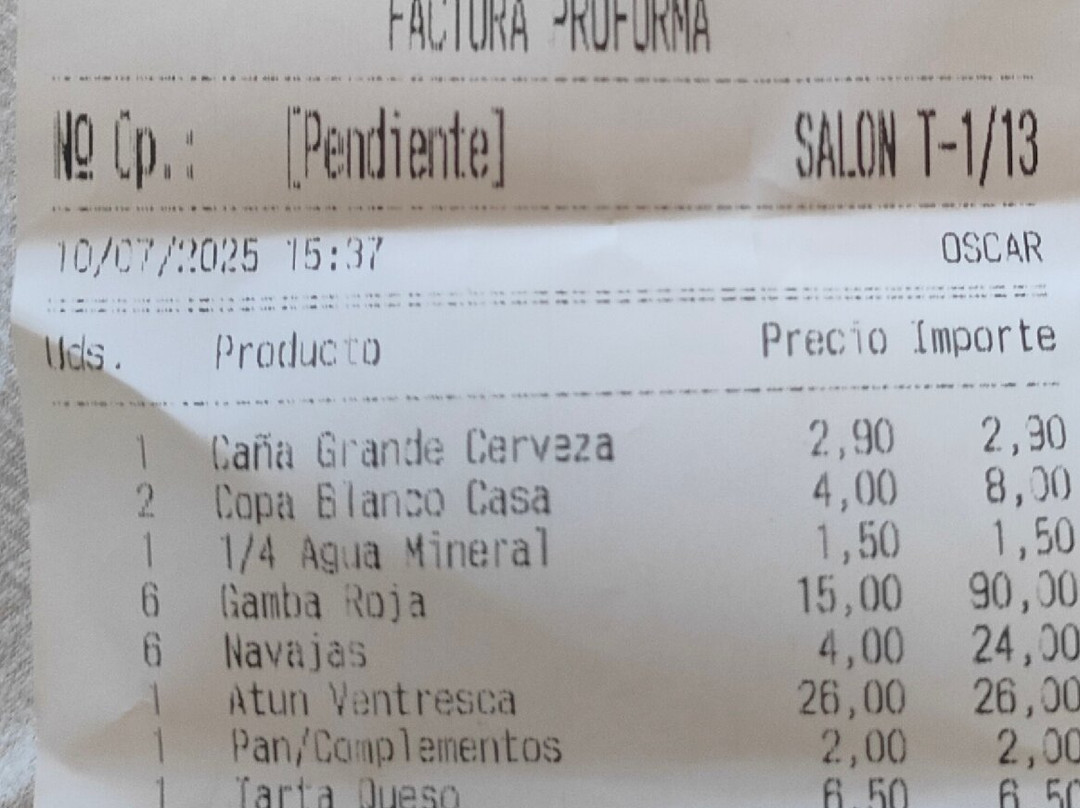 FACTURA PROFORMA
Nº Op.: [Pendiente] SALON T-1/13
10/07/2025 15:37 OSCAR
Uds. Producto Precio Importe
1 Caña Grande Cerveza 2,90 2,90
2 Copa Blanco Casa 4,00 8,00
1 1/4 Agua Mineral 1,50 1,50
6 Gamba Roja 15,00 90,00
6 Navajas 4,00 24,00
1 Atun Ventresca 26,00 26,00
1 Pan/Complementos 2,00 2,00
1 Tarta Queso 6,50 6,50